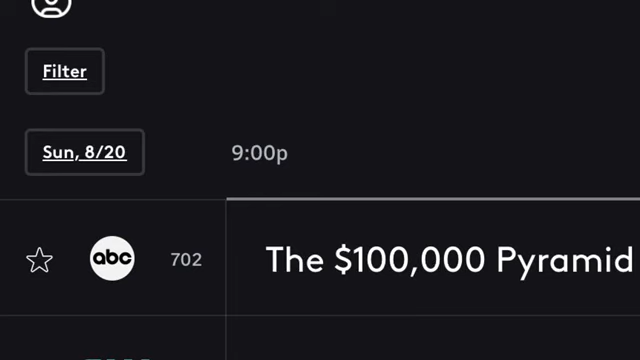 Filter
Sun, 8/20
9:00p
abc
702
The $100,000 Pyramid